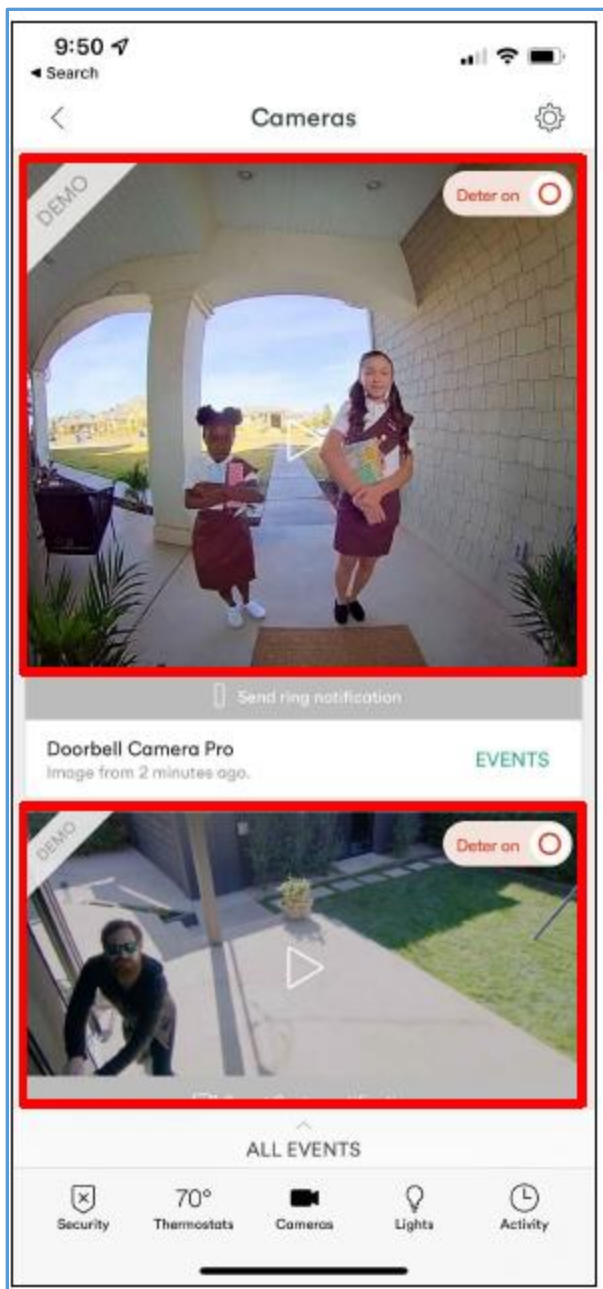 9:50
Search
Cameras
DEMO
Deter on
Send ring notification
Doorbell Camera Pro
Image from 2 minutes ago.
EVENTS
DEMO
Deter on
ALL EVENTS
70°
Security
Thermostats
Cameras
Lights
Activity